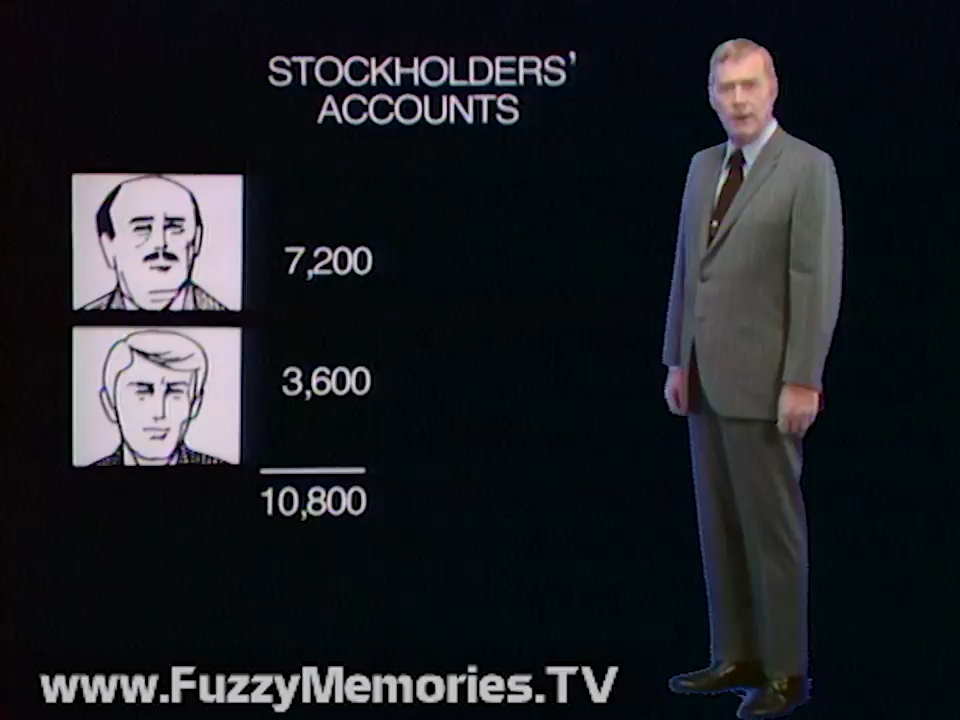 STOCKHOLDERS'
ACCOUNTS
7,200
3,600
10,800
www.FuzzyMemories.TV